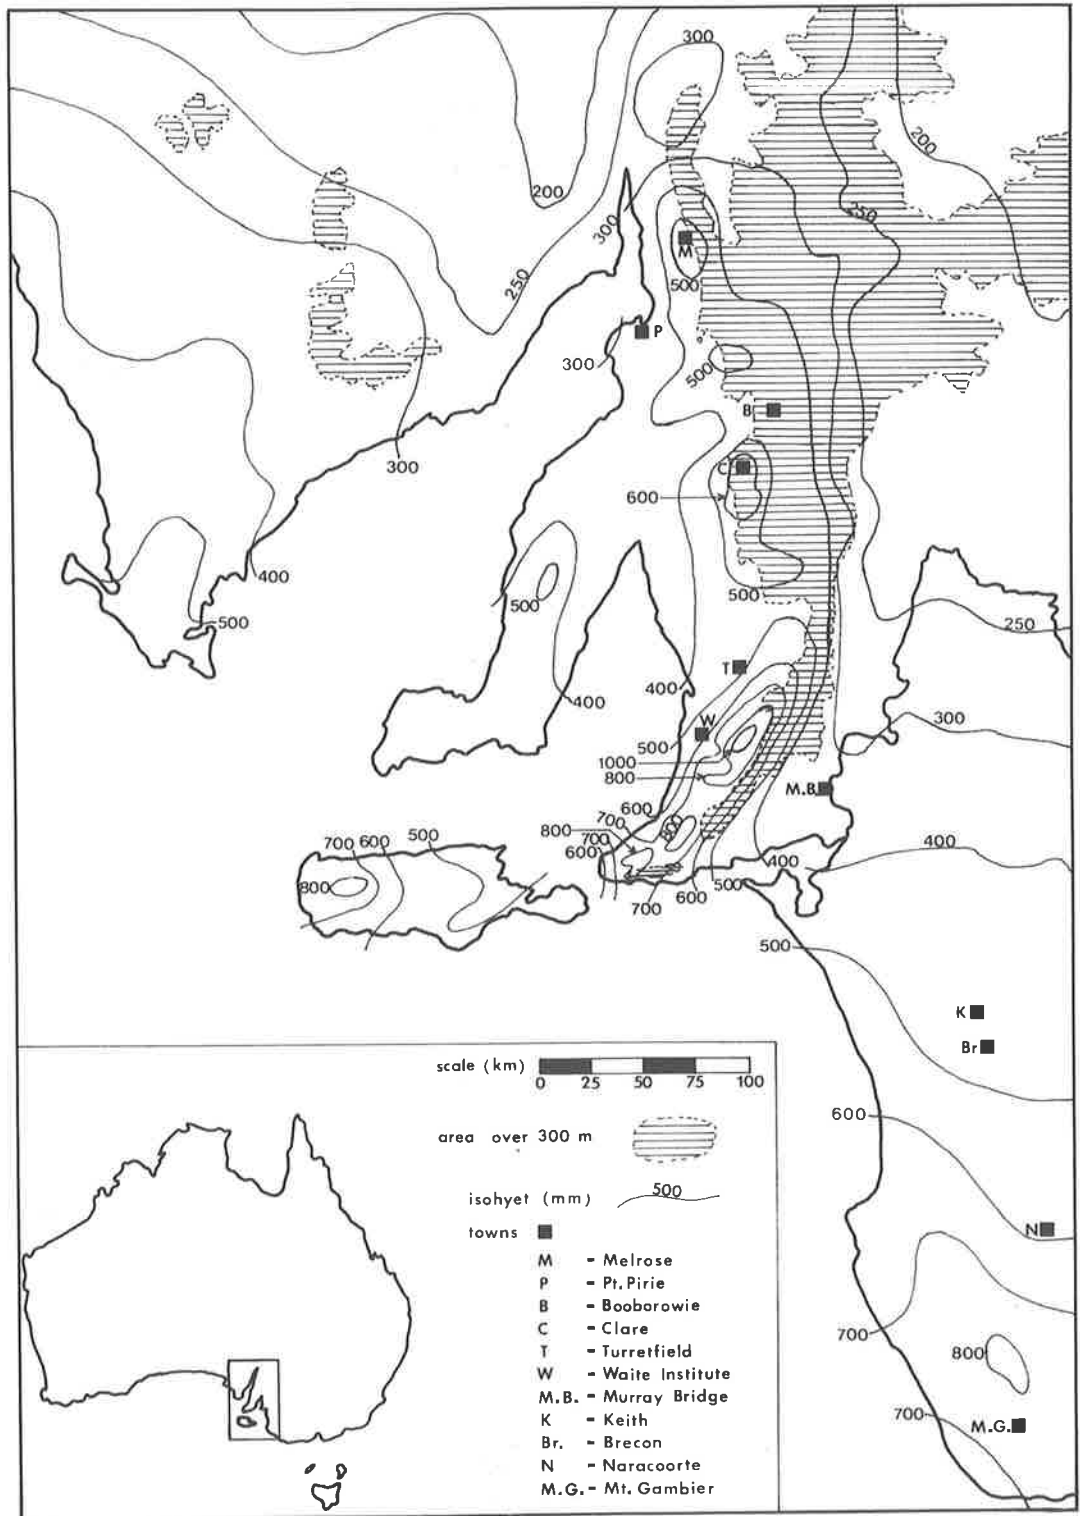 300
200
200
250
300
M
250
500
P
300
500
B
300
C
600
400
500
500
500
250
T
400
400
W
300
500
1000
800
M.B.
600
700
800
800
700
600
700
600
500
800
400
400
500
600
700
500
K
Br
600
N
700
800
700
M.G.
scale (km)
0 25 50 75 100
area over 300 m
isohyet (mm) 500
towns
M - Melrose
P - Pt. Pirie
B - Booborowie
C - Clare
T - Turretfield
W - Waite Institute
M.B. - Murray Bridge
K - Keith
Br. - Brecon
N - Naracoorte
M.G. - Mt. Gambier